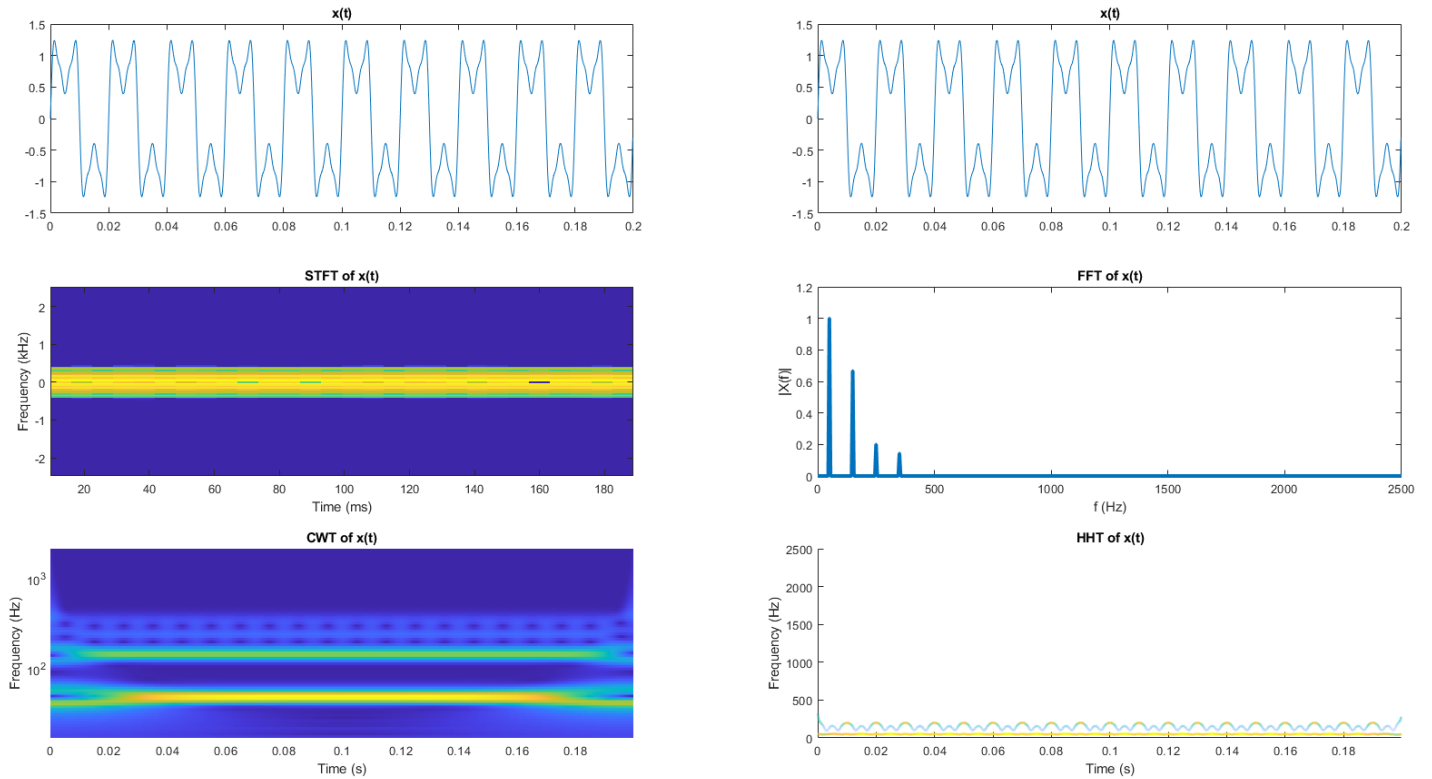 x(t)
1.5
1
0.5
0
-0.5
-1
-1.5
0 0.02 0.04 0.06 0.08 0.1 0.12 0.14 0.16 0.18 0.2
x(t)
1.5
1
0.5
0
-0.5
-1
-1.5
0 0.02 0.04 0.06 0.08 0.1 0.12 0.14 0.16 0.18 0.2
STFT of x(t)
Frequency (kHz)
2
1
0
-1
-2
20 40 60 80 100 120 140 160 180
Time (ms)
FFT of x(t)
|X(f)|
1.2
1
0.8
0.6
0.4
0.2
0
0 500 1000 1500 2000 2500
f (Hz)
CWT of x(t)
Frequency (Hz)
10^3
10^2
0 0.02 0.04 0.06 0.08 0.1 0.12 0.14 0.16 0.18
Time (s)
HHT of x(t)
Frequency (Hz)
2500
2000
1500
1000
500
0
0 0.02 0.04 0.06 0.08 0.1 0.12 0.14 0.16 0.18
Time (s)